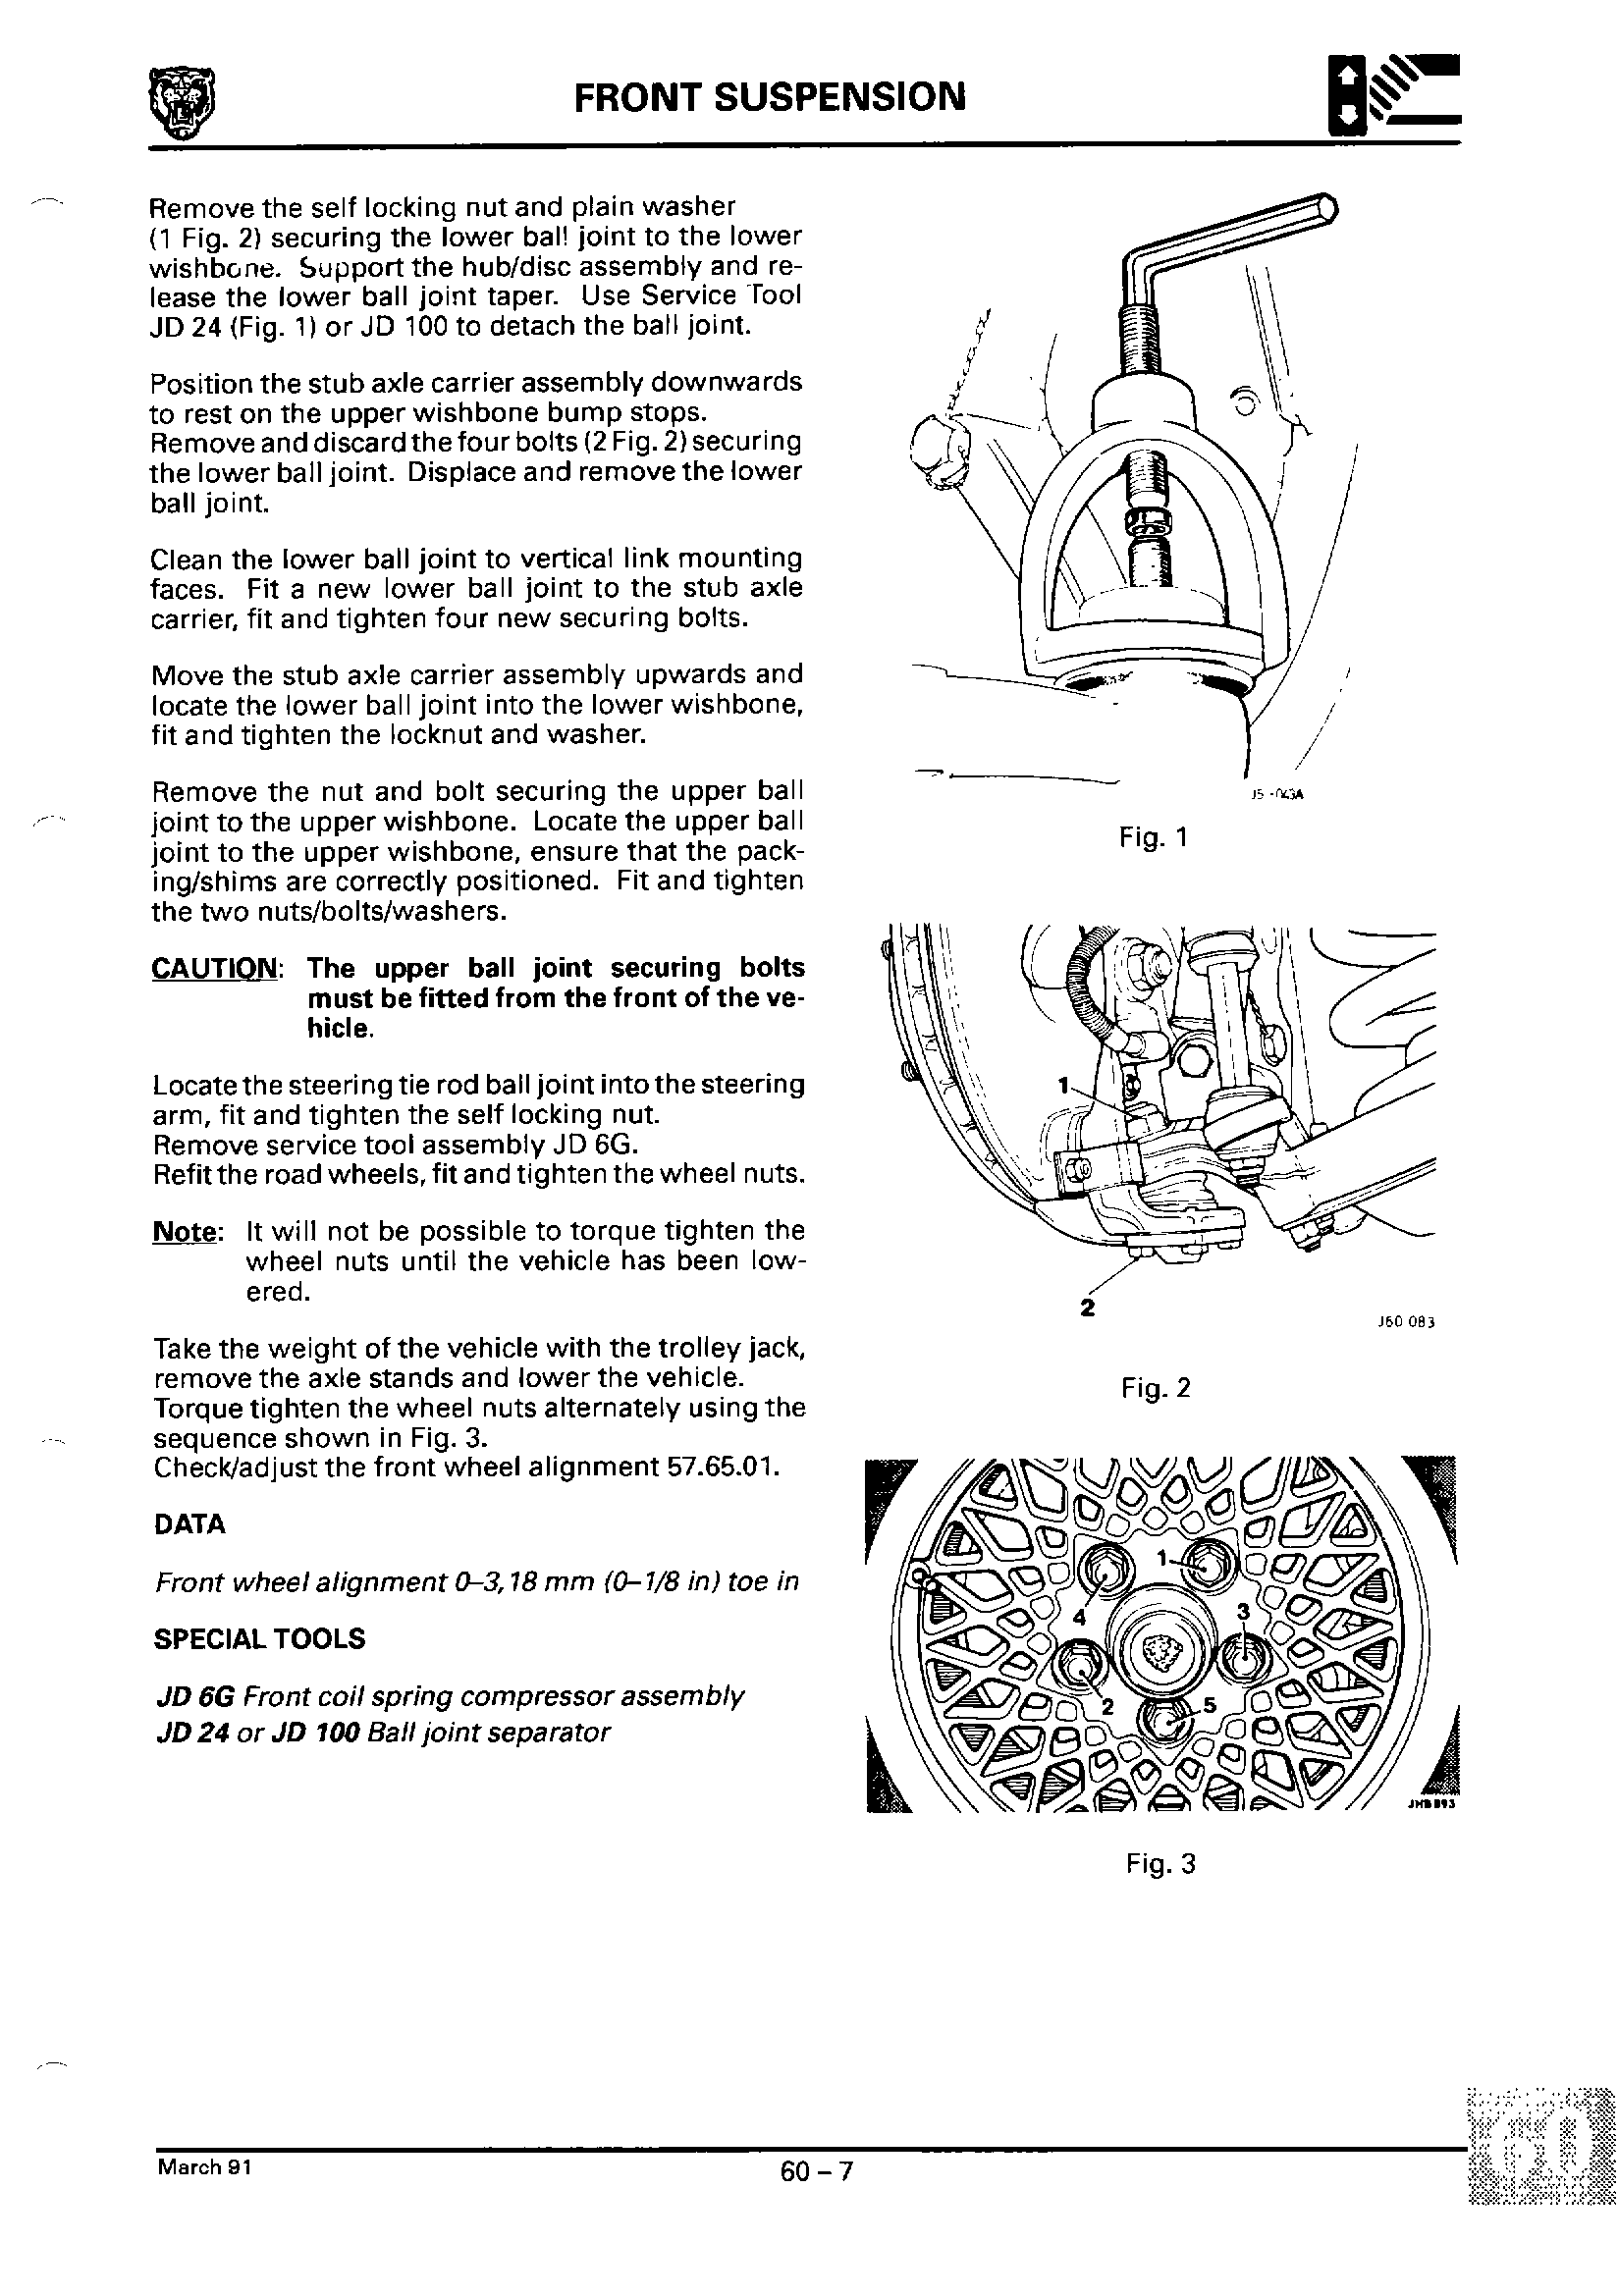 FRONT SUSPENSION
Remove the self locking nut and plain washer
(1 Fig. 2) securing the lower ball joint to the lower
wishbone. Support the hub/disc assembly and re-
lease the lower ball joint taper. Use Service Tool
JD 24 (Fig. 1) or JD 100 to detach the ball joint.
Position the stub axle carrier assembly downwards
to rest on the upper wishbone bump stops.
Remove and discard the four bolts (2 Fig. 2) securing
the lower ball joint. Displace and remove the lower
ball joint.
Clean the lower ball joint to vertical link mounting
faces. Fit a new lower ball joint to the stub axle
carrier, fit and tighten four new securing bolts.
Move the stub axle carrier assembly upwards and
locate the lower ball joint into the lower wishbone,
fit and tighten the locknut and washer.
Remove the nut and bolt securing the upper ball
joint to the upper wishbone. Locate the upper ball
joint to the upper wishbone, ensure that the pack-
ing/shims are correctly positioned. Fit and tighten
the two nuts/bolts/washers.
CAUTION: The upper ball joint securing bolts
must be fitted from the front of the ve-
hicle.
Locate the steering tie rod ball joint into the steering
arm, fit and tighten the self locking nut.
Remove service tool assembly JD 6G.
Refit the road wheels, fit and tighten the wheel nuts.
Note: It will not be possible to torque tighten the
wheel nuts until the vehicle has been low-
ered.
Take the weight of the vehicle with the trolley jack,
remove the axle stands and lower the vehicle.
Torque tighten the wheel nuts alternately using the
sequence shown in Fig. 3.
Check/adjust the front wheel alignment 57.65.01.
DATA
Front wheel alignment 0–3,18 mm (0–1/8 in) toe in
SPECIAL TOOLS
JD 6G Front coil spring compressor assembly
JD 24 or JD 100 Ball joint separator
Fig. 1
1
2
J60 083
Fig. 2
1
4
3
2
5
Fig. 3
March 91
60 – 7
60